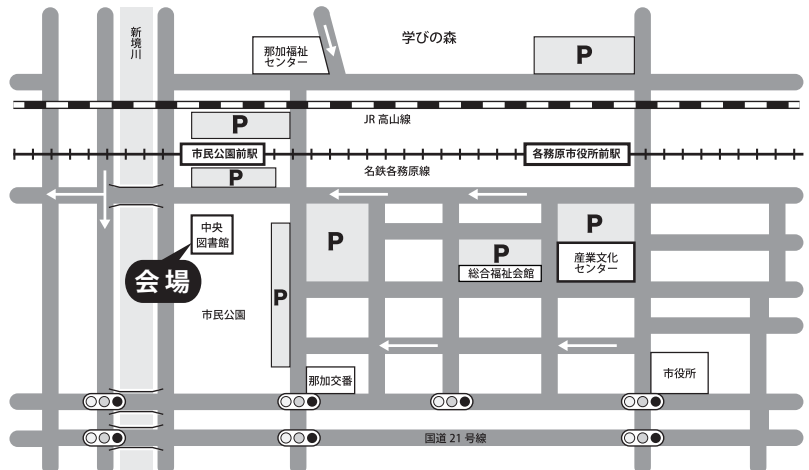 新境川
那加福祉
センター
学びの森
P
JR 高山線
P
市民公園前駅
各務原市役所前駅
名鉄各務原線
P
中央
図書館
P
P
P
総合福祉会館
産業文化
センター
会場
P
市民公園
那加交番
市役所
国道 21 号線